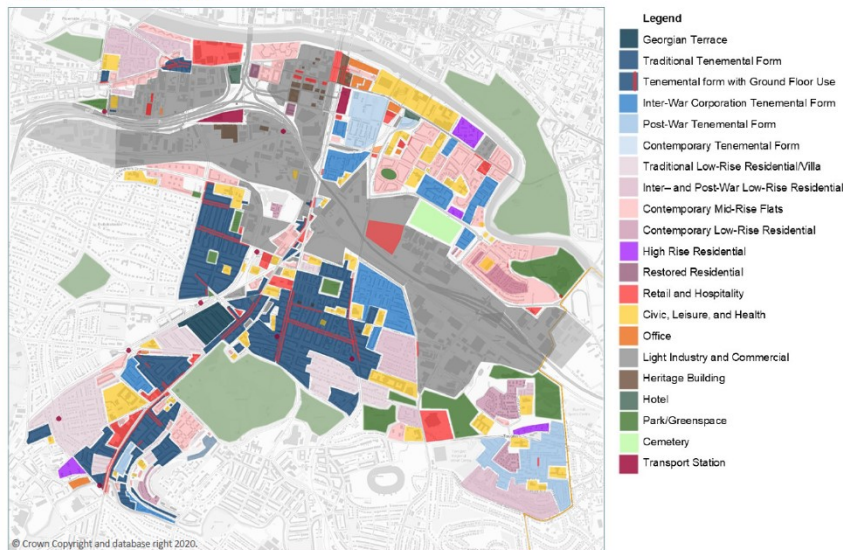 Legend
Georgian Terrace
Traditional Tenemental Form
Tenemental form with Ground Floor Use
Inter-War Corporation Tenemental Form
Post-War Tenemental Form
Contemporary Tenemental Form
Traditional Low-Rise Residential/Villa
Inter– and Post-War Low-Rise Residential
Contemporary Mid-Rise Flats
Contemporary Low-Rise Residential
High Rise Residential
Restored Residential
Retail and Hospitality
Civic, Leisure, and Health
Office
Light Industry and Commercial
Heritage Building
Hotel
Park/Greenspace
Cemetery
Transport Station
© Crown Copyright and database right 2020.